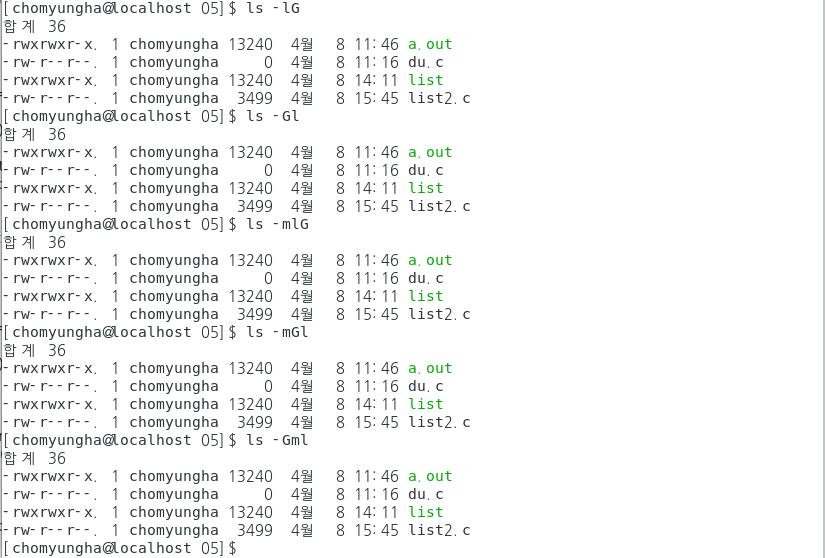 [chomyungha@localhost 05]$ ls -lG
합계 36
-rwxrwxr-x. 1 chomyungha 13240  4월  8 11:46 a.out
-rw-r--r--. 1 chomyungha     0  4월  8 11:16 du.c
-rwxrwxr-x. 1 chomyungha 13240  4월  8 14:11 list
-rw-r--r--. 1 chomyungha  3499  4월  8 15:45 list2.c
[chomyungha@localhost 05]$ ls -Gl
합계 36
-rwxrwxr-x. 1 chomyungha 13240  4월  8 11:46 a.out
-rw-r--r--. 1 chomyungha     0  4월  8 11:16 du.c
-rwxrwxr-x. 1 chomyungha 13240  4월  8 14:11 list
-rw-r--r--. 1 chomyungha  3499  4월  8 15:45 list2.c
[chomyungha@localhost 05]$ ls -mlG
합계 36
-rwxrwxr-x. 1 chomyungha 13240  4월  8 11:46 a.out
-rw-r--r--. 1 chomyungha     0  4월  8 11:16 du.c
-rwxrwxr-x. 1 chomyungha 13240  4월  8 14:11 list
-rw-r--r--. 1 chomyungha  3499  4월  8 15:45 list2.c
[chomyungha@localhost 05]$ ls -mGl
합계 36
-rwxrwxr-x. 1 chomyungha 13240  4월  8 11:46 a.out
-rw-r--r--. 1 chomyungha     0  4월  8 11:16 du.c
-rwxrwxr-x. 1 chomyungha 13240  4월  8 14:11 list
-rw-r--r--. 1 chomyungha  3499  4월  8 15:45 list2.c
[chomyungha@localhost 05]$ ls -Gml
합계 36
-rwxrwxr-x. 1 chomyungha 13240  4월  8 11:46 a.out
-rw-r--r--. 1 chomyungha     0  4월  8 11:16 du.c
-rwxrwxr-x. 1 chomyungha 13240  4월  8 14:11 list
-rw-r--r--. 1 chomyungha  3499  4월  8 15:45 list2.c
[chomyungha@localhost 05]$